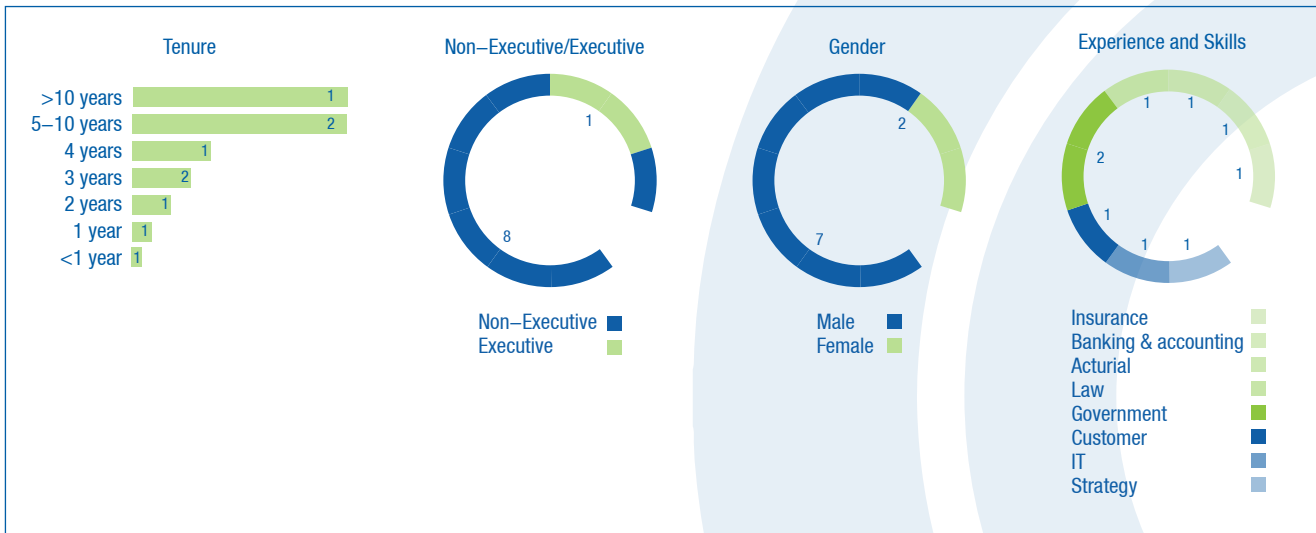 Tenure
>10 years 1
5–10 years 2
4 years 1
3 years 2
2 years 1
1 year 1
<1 year 1
Non–Executive/Executive
1
8
Non–Executive
Executive
Gender
2
7
Male
Female
Experience and Skills
1 1
1
2 1
1
1 1
Insurance
Banking & accounting
Acturial
Law
Government
Customer
IT
Strategy